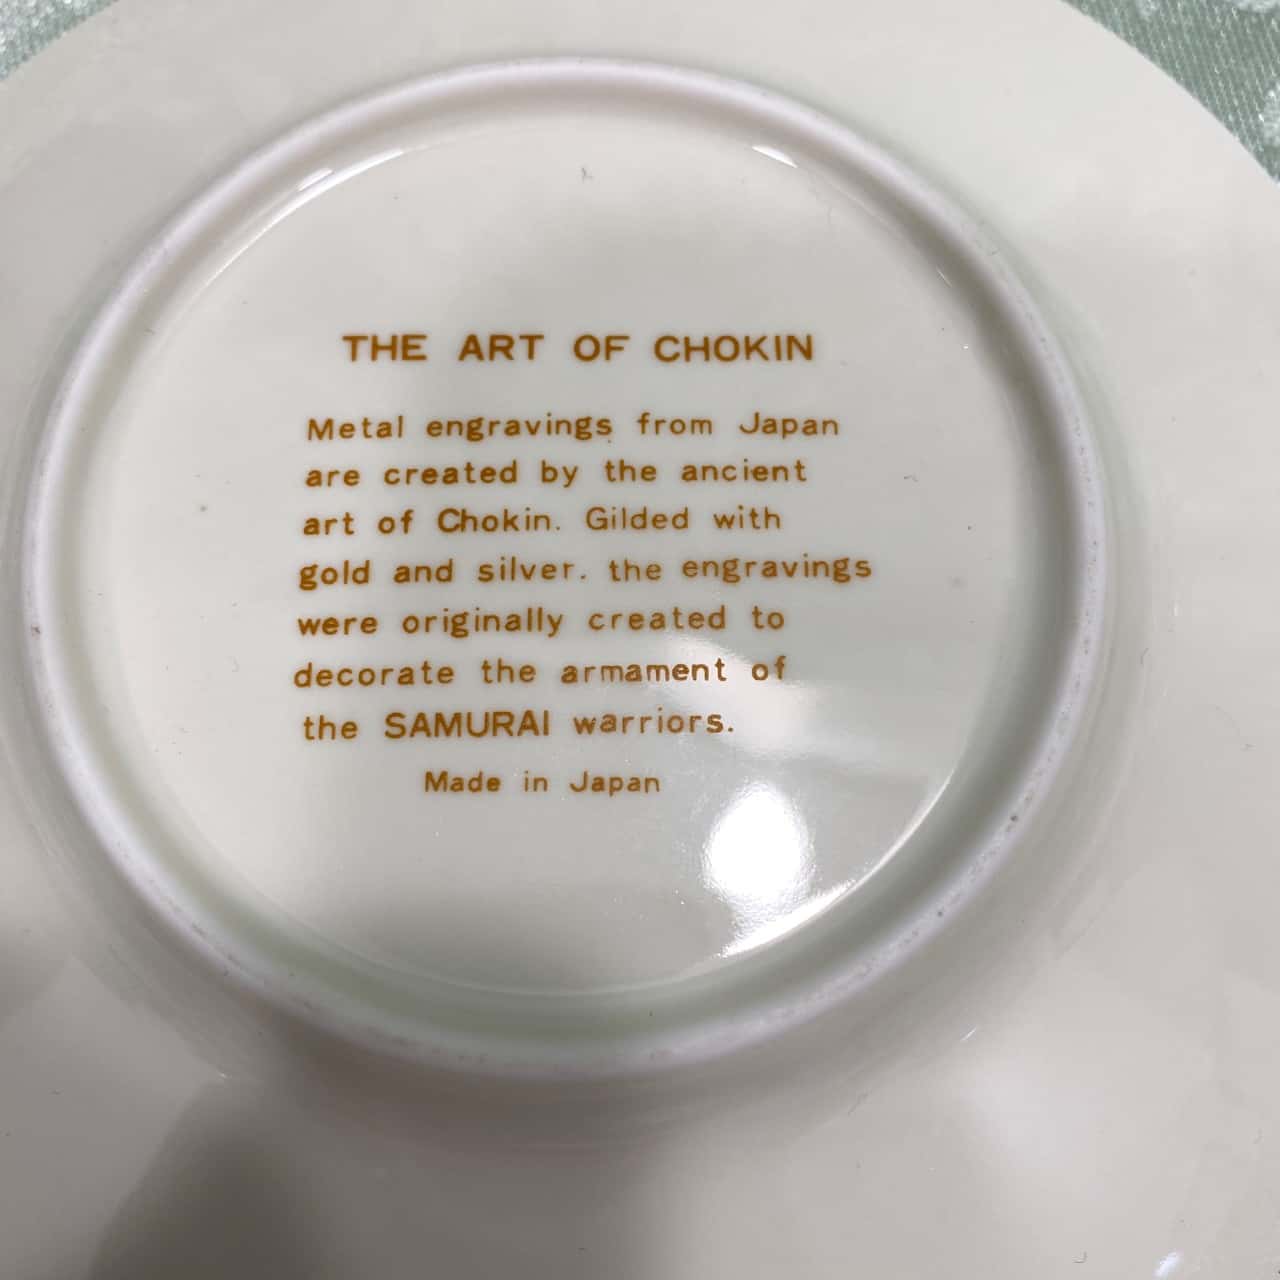 THE ART OF CHOKIN
Metal engravings from Japan
are created by the ancient
art of Chokin. Gilded with
gold and silver. the engravings
were originally created to
decorate the armament of
the SAMURAI warriors.
Made in Japan